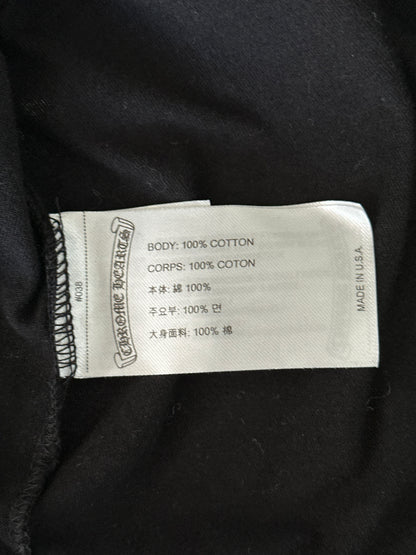 #038
CHROME HEARTS
BODY: 100% COTTON
CORPS: 100% COTON
本体: 綿 100%
주요부: 100% 면
大身面料: 100% 棉
MADE IN U.S.A.